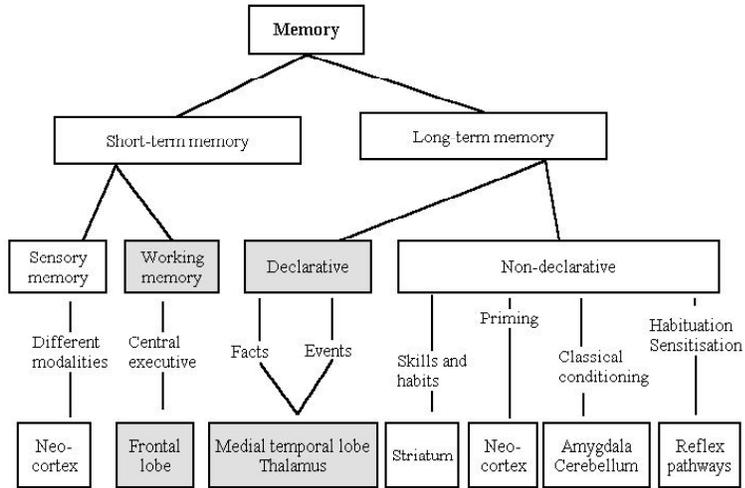 Memory
Short-term memory
Long-term memory
Sensory
memory
Working
memory
Declarative
Non-declarative
Different
modalities
Central
executive
Facts
Events
Skills and
habits
Priming
Classical
conditioning
Habituation
Sensitisation
Neo-
cortex
Frontal
lobe
Medial temporal lobe
Thalamus
Striatum
Neo-
cortex
Amygdala
Cerebellum
Reflex
pathways